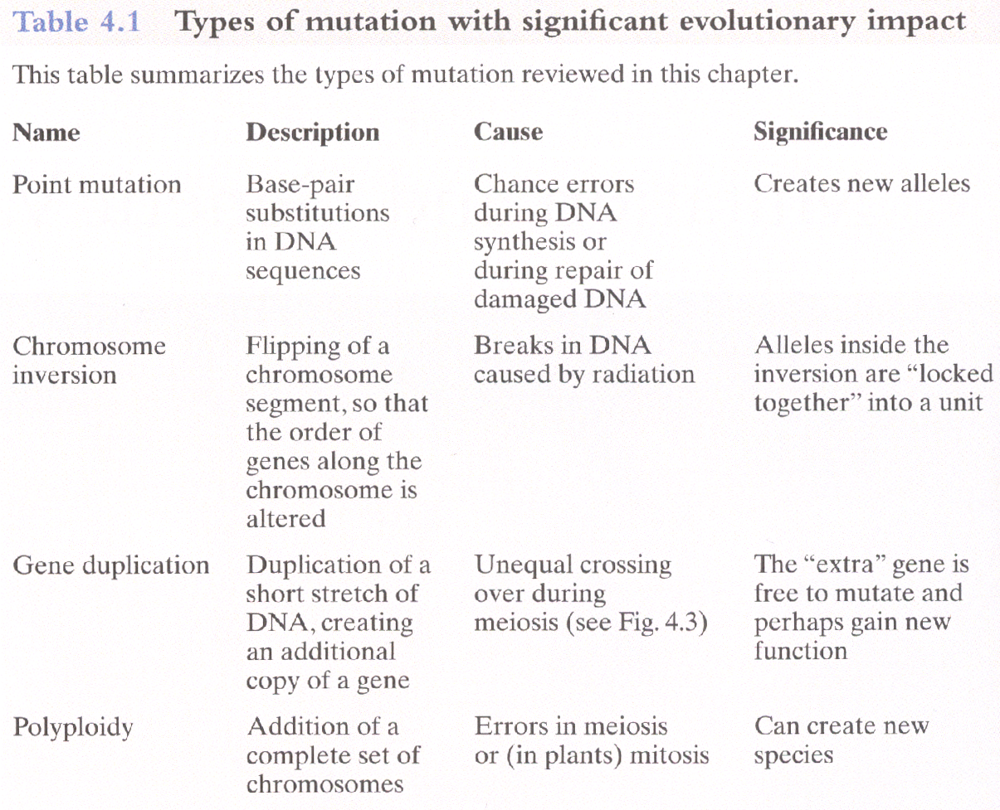 Table 4.1 Types of mutation with significant evolutionary impact
This table summarizes the types of mutation reviewed in this chapter.
Name Description Cause Significance
Point mutation Base-pair Chance errors Creates new alleles
substitutions during DNA
in DNA synthesis or
sequences during repair of
damaged DNA
Chromosome Flipping of a Breaks in DNA Alleles inside the
inversion chromosome caused by radiation inversion are “locked
segment, so that together” into a unit
the order of
genes along the
chromosome is
altered
Gene duplication Duplication of a Unequal crossing The “extra” gene is
short stretch of over during free to mutate and
DNA, creating meiosis (see Fig. 4.3) perhaps gain new
an additional function
copy of a gene
Polyploidy Addition of a Errors in meiosis Can create new
complete set of or (in plants) mitosis species
chromosomes